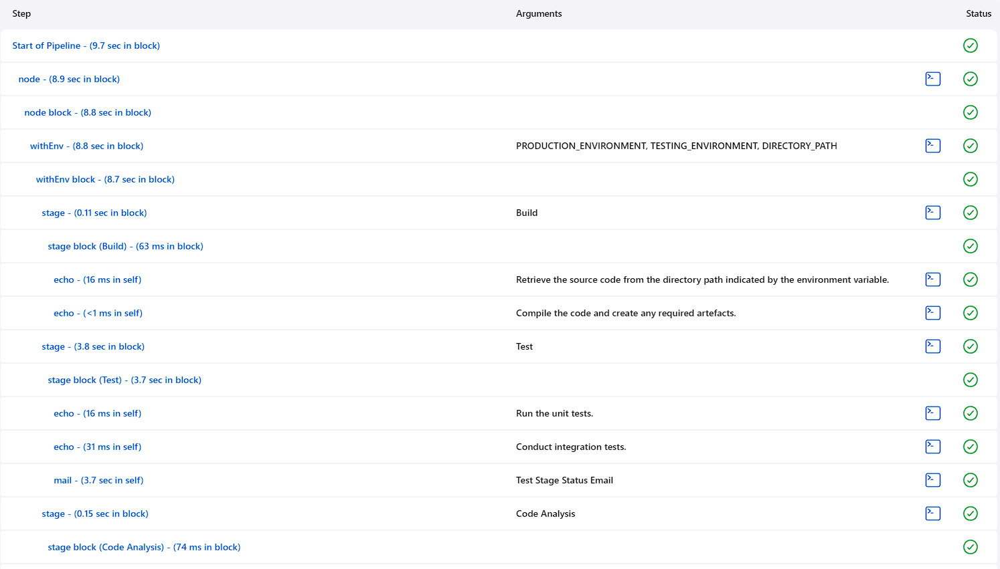 Step Arguments Status
Start of Pipeline - (9.7 sec in block)
node - (8.9 sec in block)
node block - (8.8 sec in block)
withEnv - (8.8 sec in block) PRODUCTION_ENVIRONMENT, TESTING_ENVIRONMENT, DIRECTORY_PATH
withEnv block - (8.7 sec in block)
stage - (0.11 sec in block) Build
stage block (Build) - (63 ms in block)
echo - (16 ms in self) Retrieve the source code from the directory path indicated by the environment variable.
echo - (<1 ms in self) Compile the code and create any required artefacts.
stage - (3.8 sec in block) Test
stage block (Test) - (3.7 sec in block)
echo - (16 ms in self) Run the unit tests.
echo - (31 ms in self) Conduct integration tests.
mail - (3.7 sec in self) Test Stage Status Email
stage - (0.15 sec in block) Code Analysis
stage block (Code Analysis) - (74 ms in block)